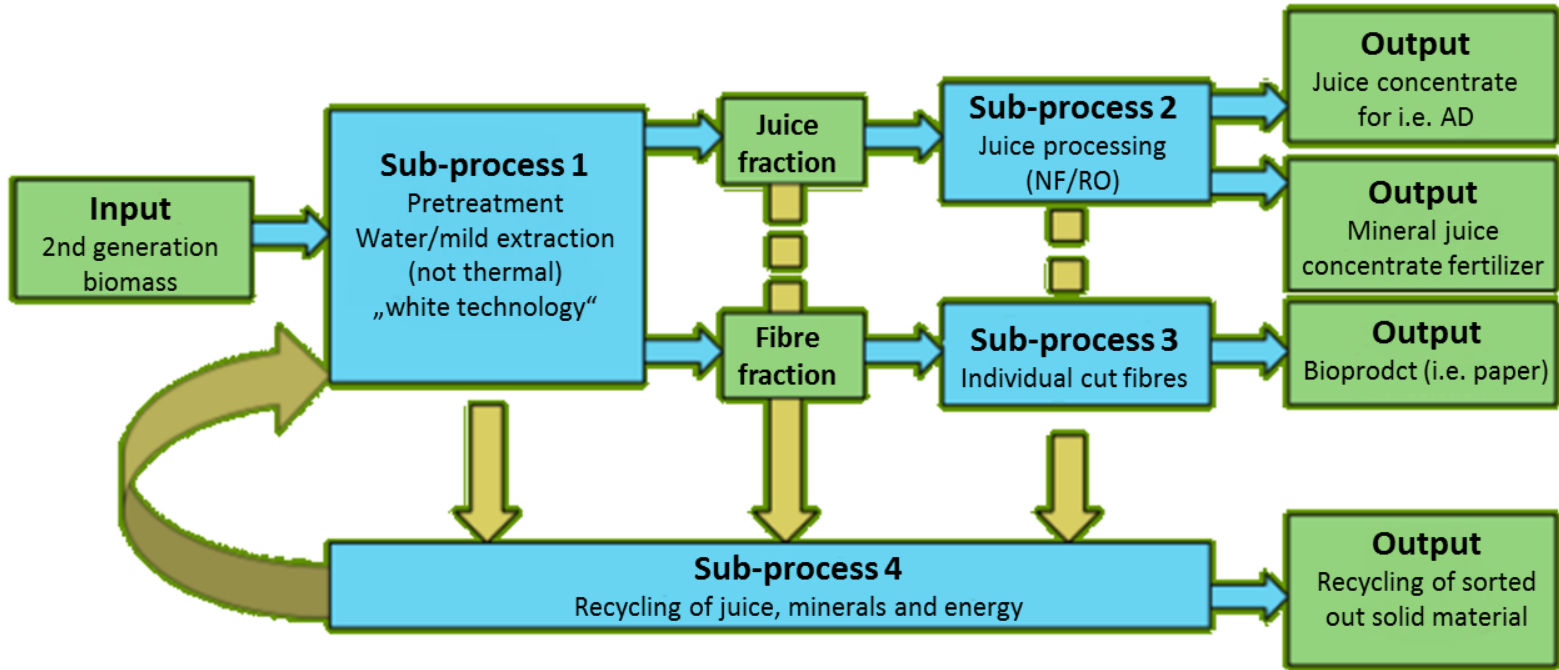 Input
2nd generation
biomass
Sub-process 1
Pretreatment
Water/mild extraction
(not thermal)
„white technology“
Juice
fraction
Fibre
fraction
Sub-process 2
Juice processing
(NF/RO)
Sub-process 3
Individual cut fibres
Output
Juice concentrate
for i.e. AD
Output
Mineral juice
concentrate fertilizer
Output
Bioprodct (i.e. paper)
Sub-process 4
Recycling of juice, minerals and energy
Output
Recycling of sorted
out solid material